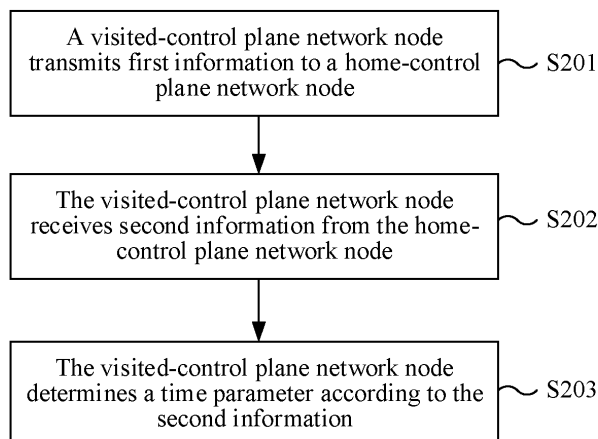 A visited-control plane network node
transmits first information to a home-control
plane network node
S201
The visited-control plane network node
receives second information from the home-
control plane network node
S202
The visited-control plane network node
determines a time parameter according to the
second information
S203